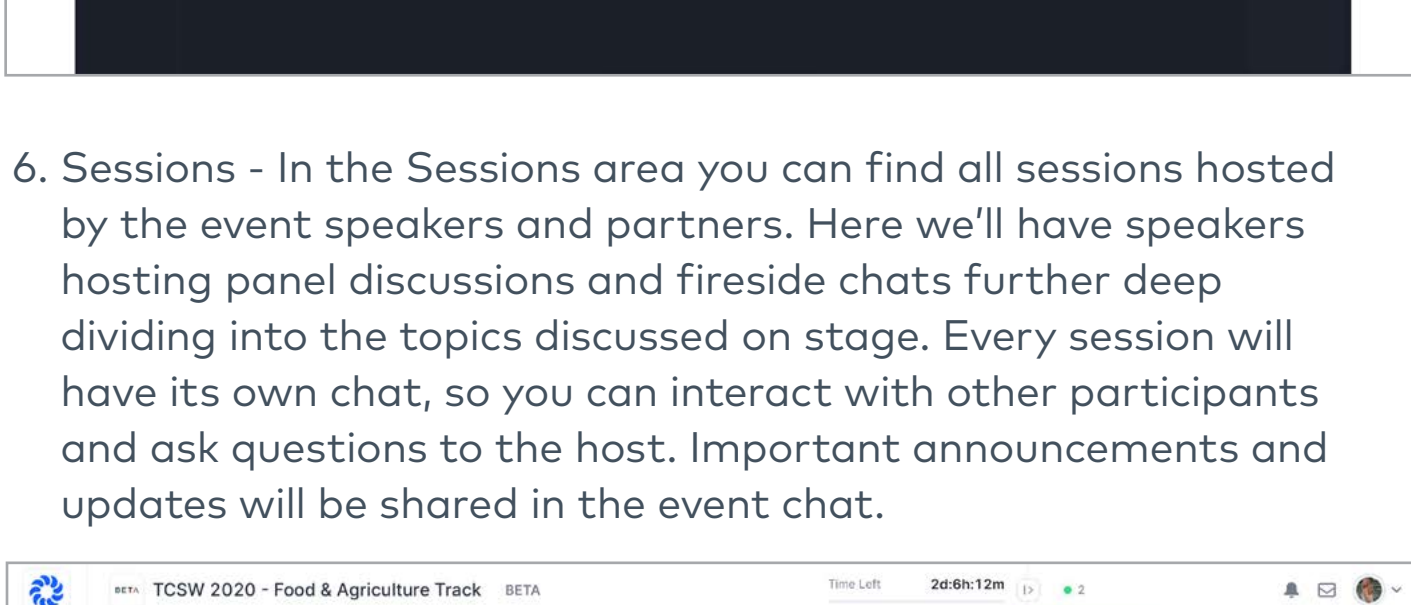 6. Sessions - In the Sessions area you can find all sessions hosted
by the event speakers and partners. Here we’ll have speakers
hosting panel discussions and fireside chats further deep
dividing into the topics discussed on stage. Every session will
have its own chat, so you can interact with other participants
and ask questions to the host. Important announcements and
updates will be shared in the event chat.
BETA TCSW 2020 - Food & Agriculture Track BETA Time Left 2d:6h:12m 2